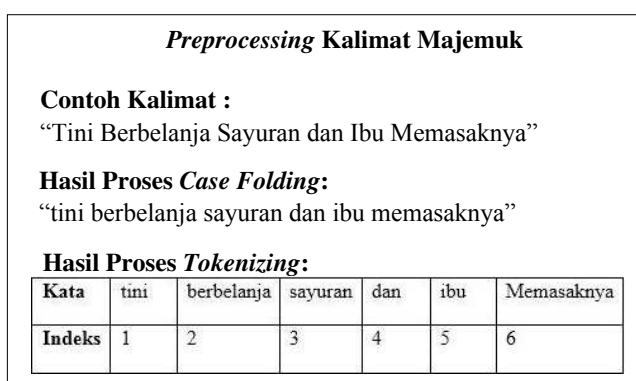 Preprocessing Kalimat Majemuk
Contoh Kalimat :
“Tini Berbelanja Sayuran dan Ibu Memasaknya”
Hasil Proses Case Folding:
“tini berbelanja sayuran dan ibu memasaknya”
Hasil Proses Tokenizing:
Kata tini berbelanja sayuran dan ibu Memasaknya
Indeks 1 2 3 4 5 6